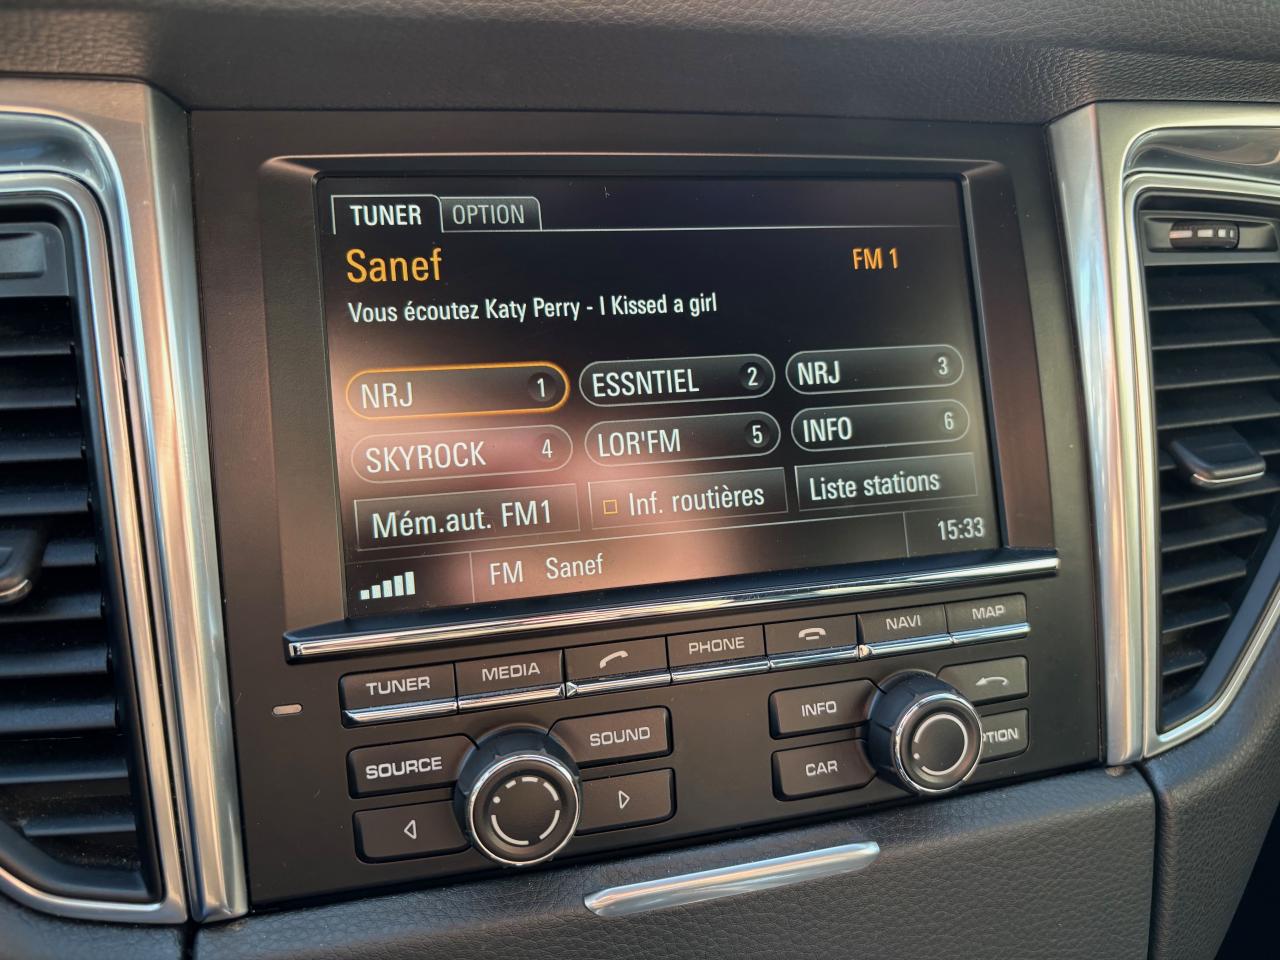 TUNER OPTION
Sanef FM 1
Vous écoutez Katy Perry - I Kissed a girl
NRJ 1 ESSNTIEL 2 NRJ 3
SKYROCK 4 LOR'FM 5 INFO 6
Mém.aut. FM1 Inf. routières Liste stations
FM Sanef 15:33
TUNER MEDIA PHONE NAVI MAP
SOURCE SOUND INFO
CAR PTION